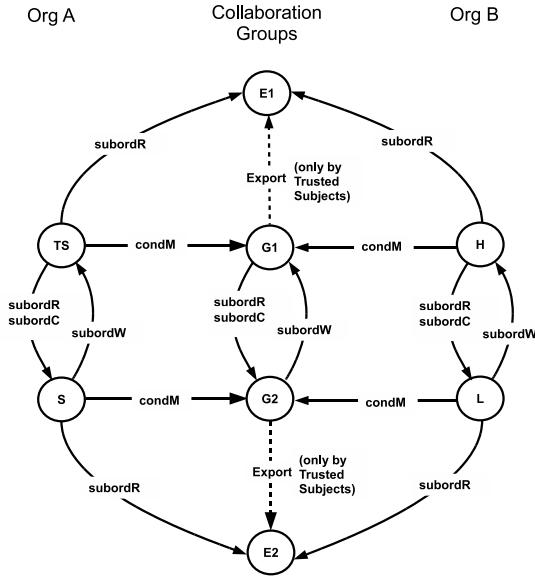 Org A
Collaboration
Groups
Org B
E1
subordR
subordR
Export
(only by
Trusted
Subjects)
TS
condM
G1
condM
H
subordR
subordC
subordW
subordR
subordC
subordW
subordR
subordC
subordW
S
condM
G2
condM
L
Export
(only by
Trusted
Subjects)
subordR
subordR
E2